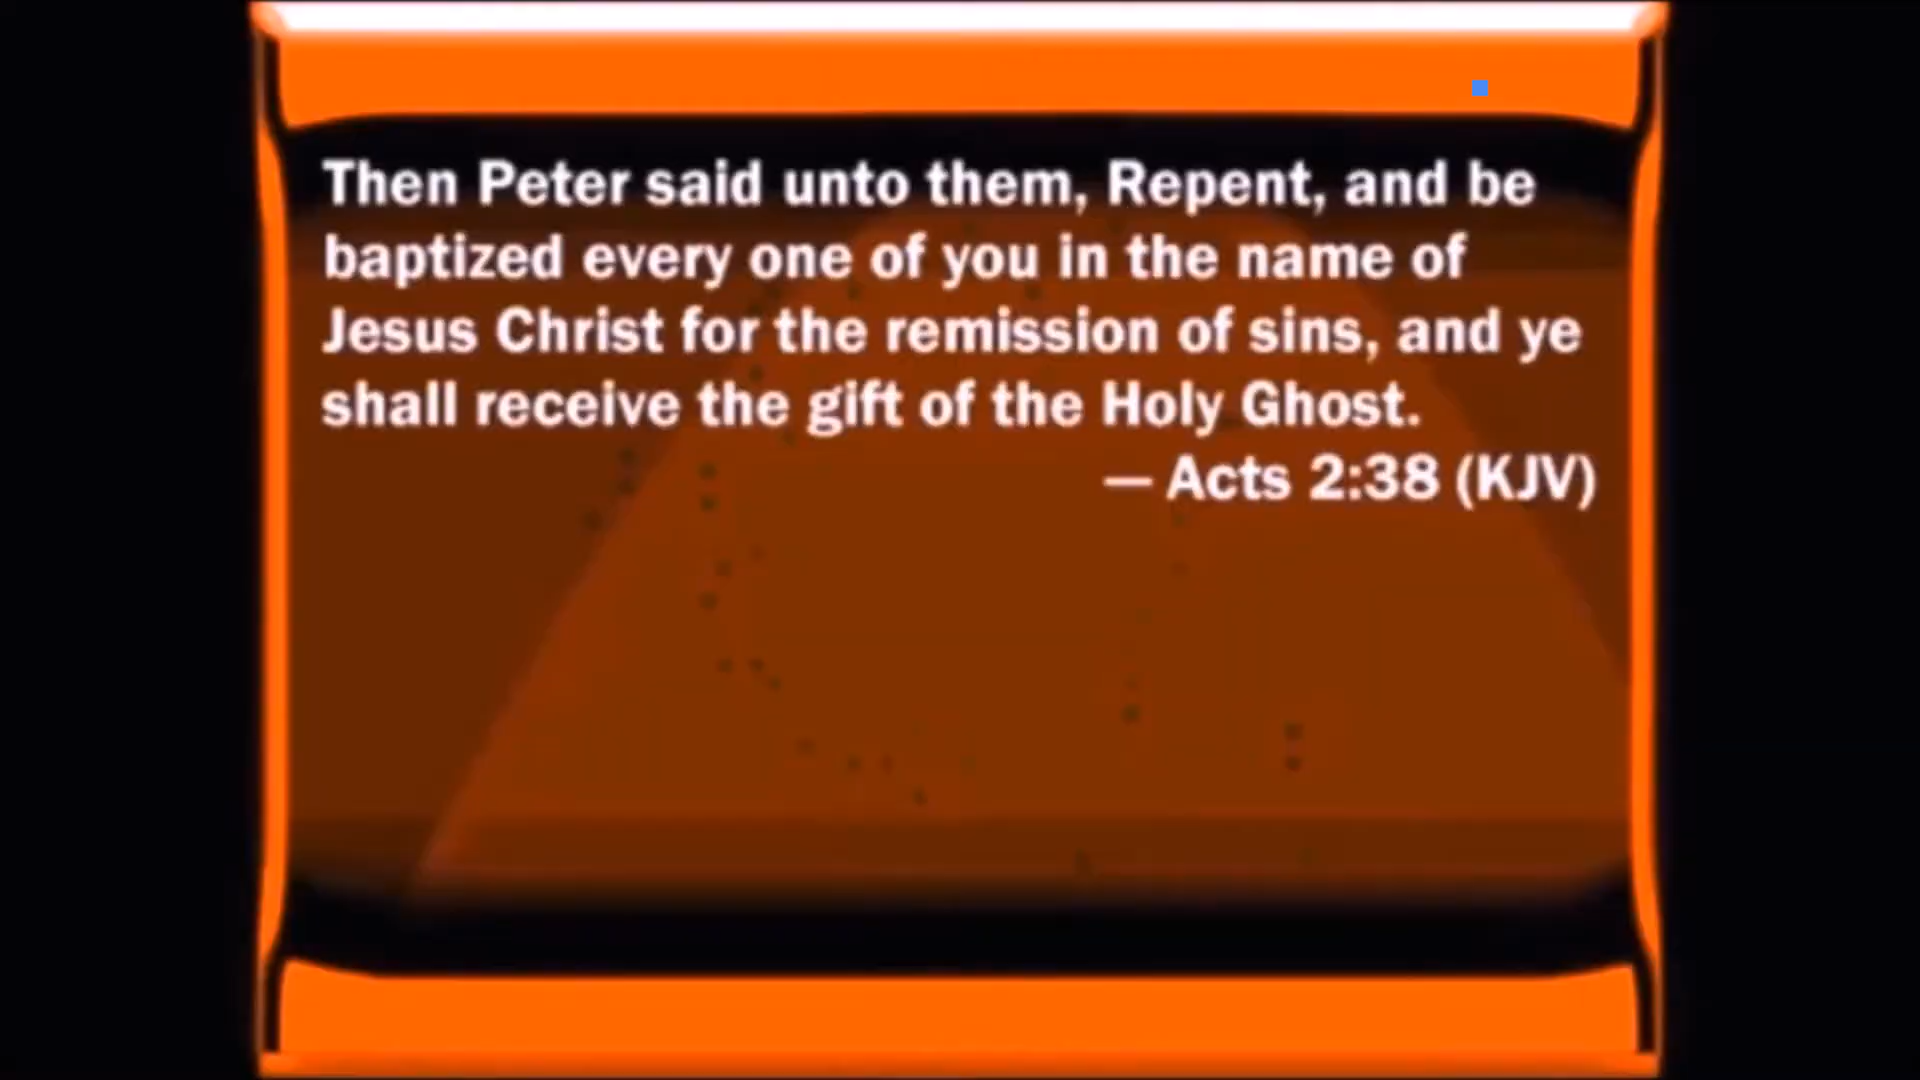 Then Peter said unto them, Repent, and be
baptized every one of you in the name of
Jesus Christ for the remission of sins, and ye
shall receive the gift of the Holy Ghost.
— Acts 2:38 (KJV)